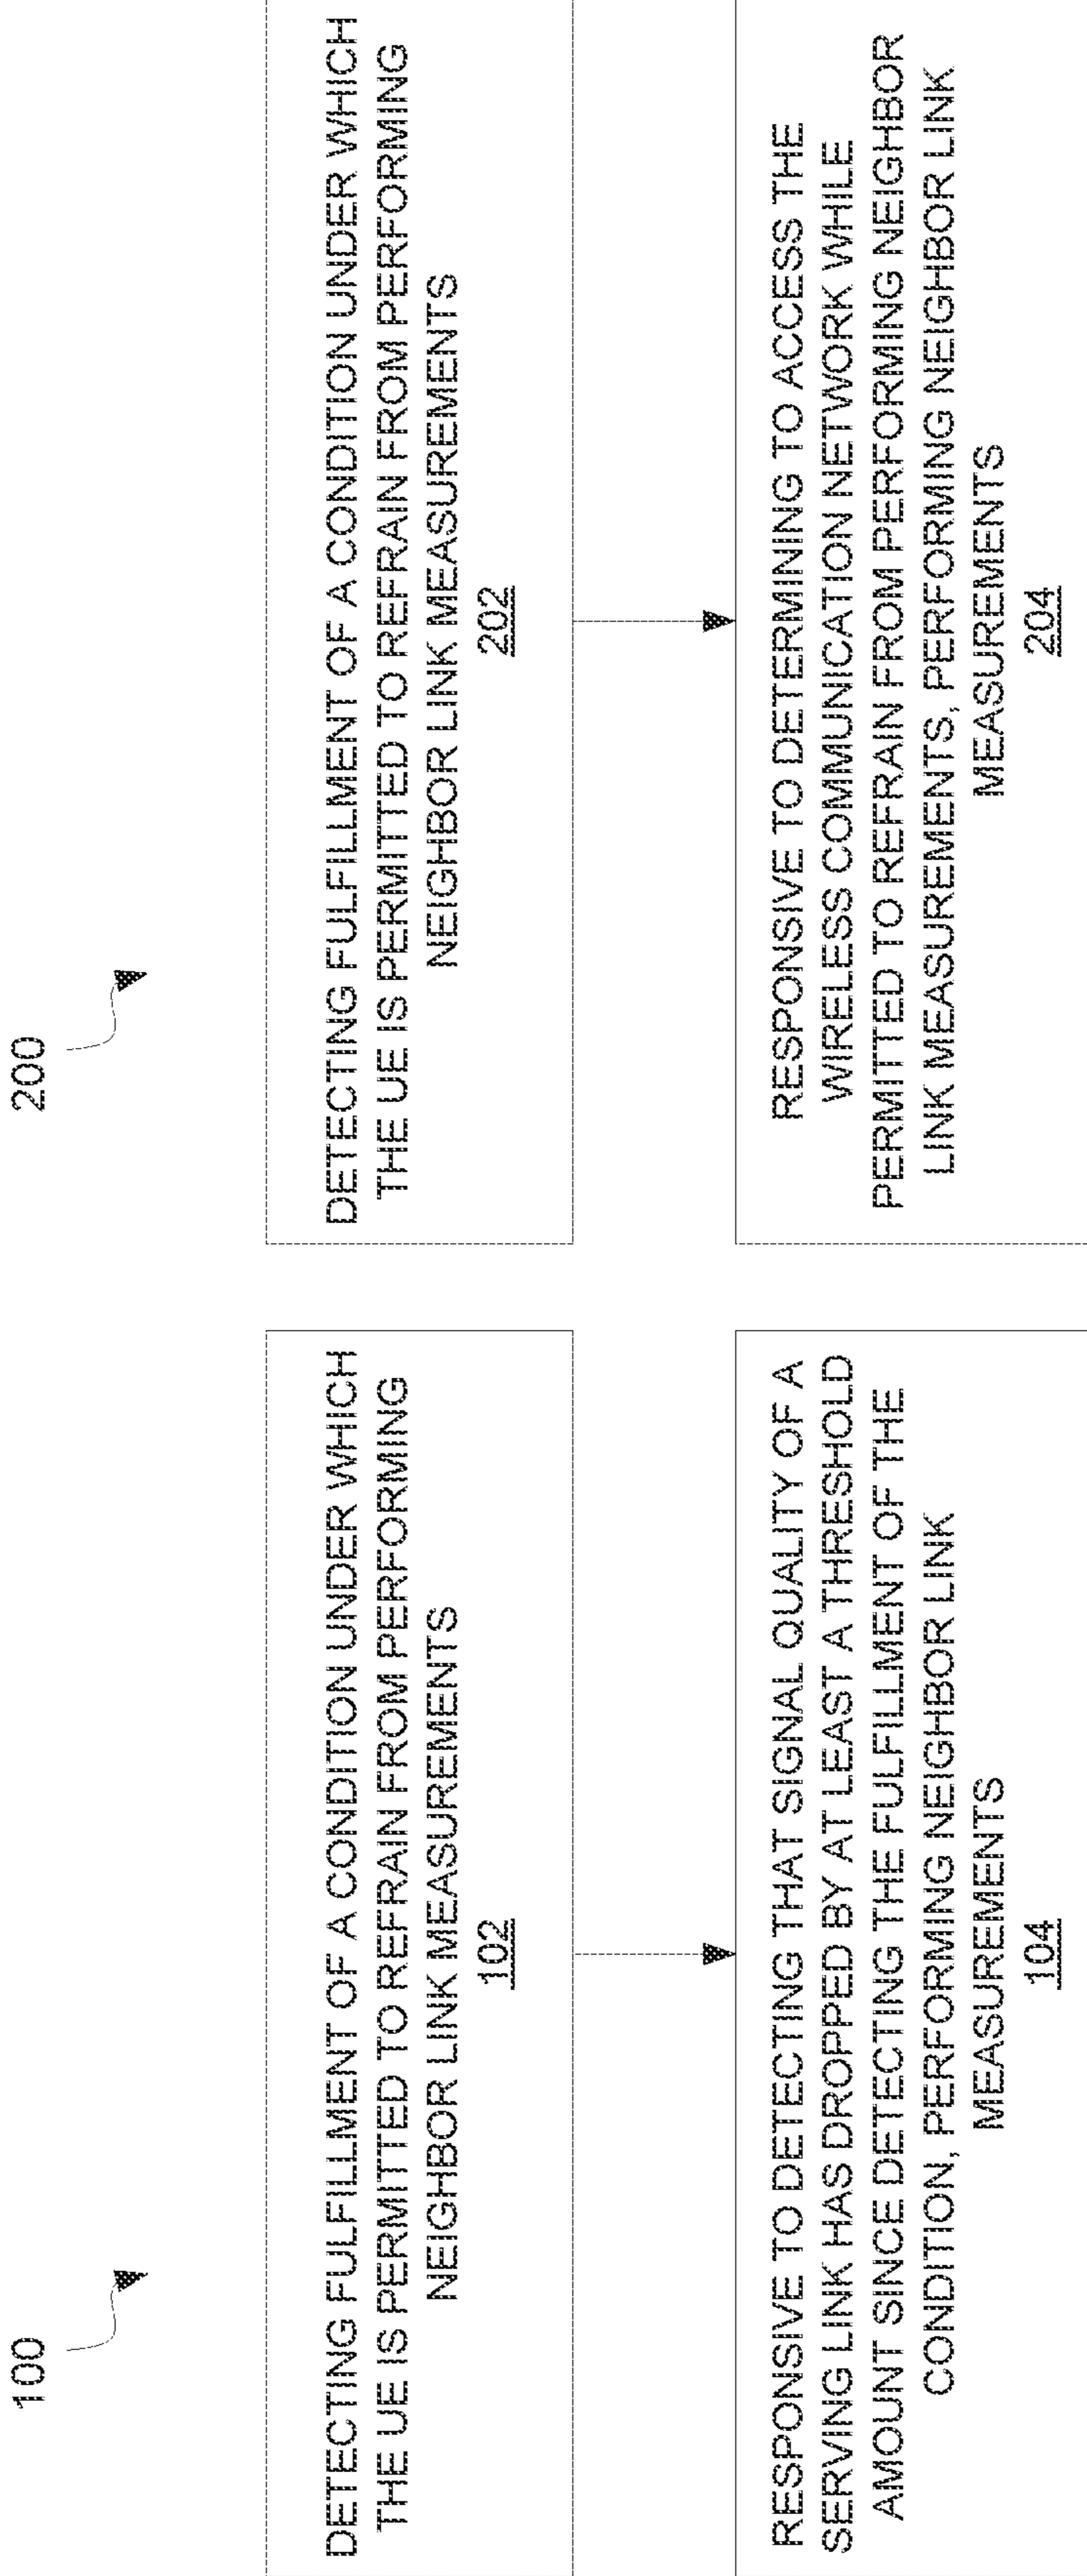 100
DETECTING FULFILLMENT OF A CONDITION UNDER WHICH
THE UE IS PERMITTED TO REFRAIN FROM PERFORMING
NEIGHBOR LINK MEASUREMENTS
102
RESPONSIVE TO DETECTING THAT SIGNAL QUALITY OF A
SERVING LINK HAS DROPPED BY AT LEAST A THRESHOLD
AMOUNT SINCE DETECTING THE FULFILLMENT OF THE
CONDITION, PERFORMING NEIGHBOR LINK
MEASUREMENTS
104
200
DETECTING FULFILLMENT OF A CONDITION UNDER WHICH
THE UE IS PERMITTED TO REFRAIN FROM PERFORMING
NEIGHBOR LINK MEASUREMENTS
202
RESPONSIVE TO DETERMINING TO ACCESS THE
WIRELESS COMMUNICATION NETWORK WHILE
PERMITTED TO REFRAIN FROM PERFORMING NEIGHBOR
LINK MEASUREMENTS, PERFORMING NEIGHBOR LINK
MEASUREMENTS
204